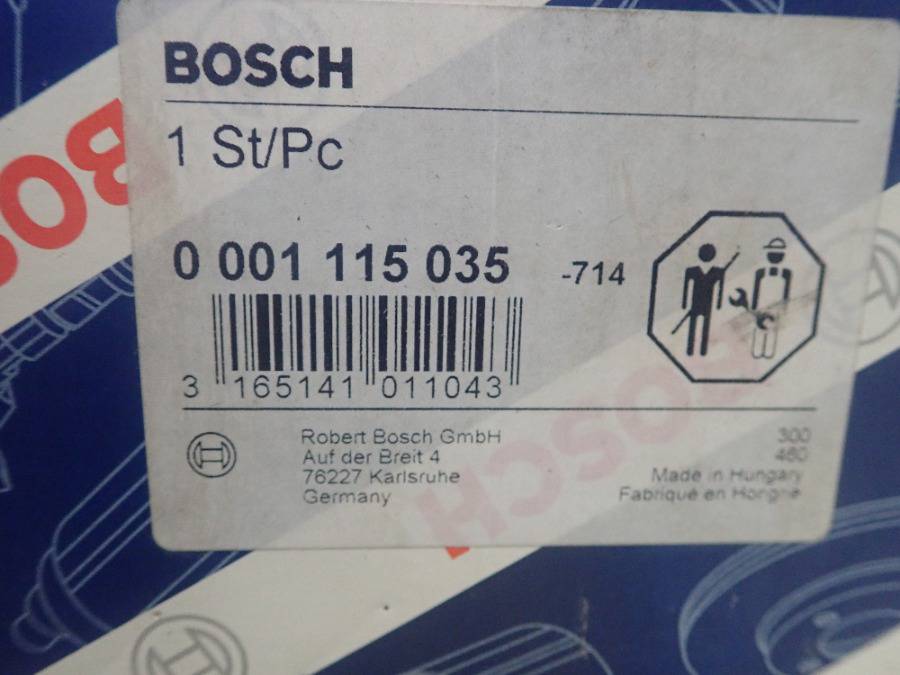 BOSCH
1 St/Pc
0 001 115 035 -714
3 165141 011043
Robert Bosch GmbH
Auf der Breit 4
76227 Karlsruhe
Germany
300
460
Made in Hungary
Fabriqué en Hongrie
BOS
BOSCH